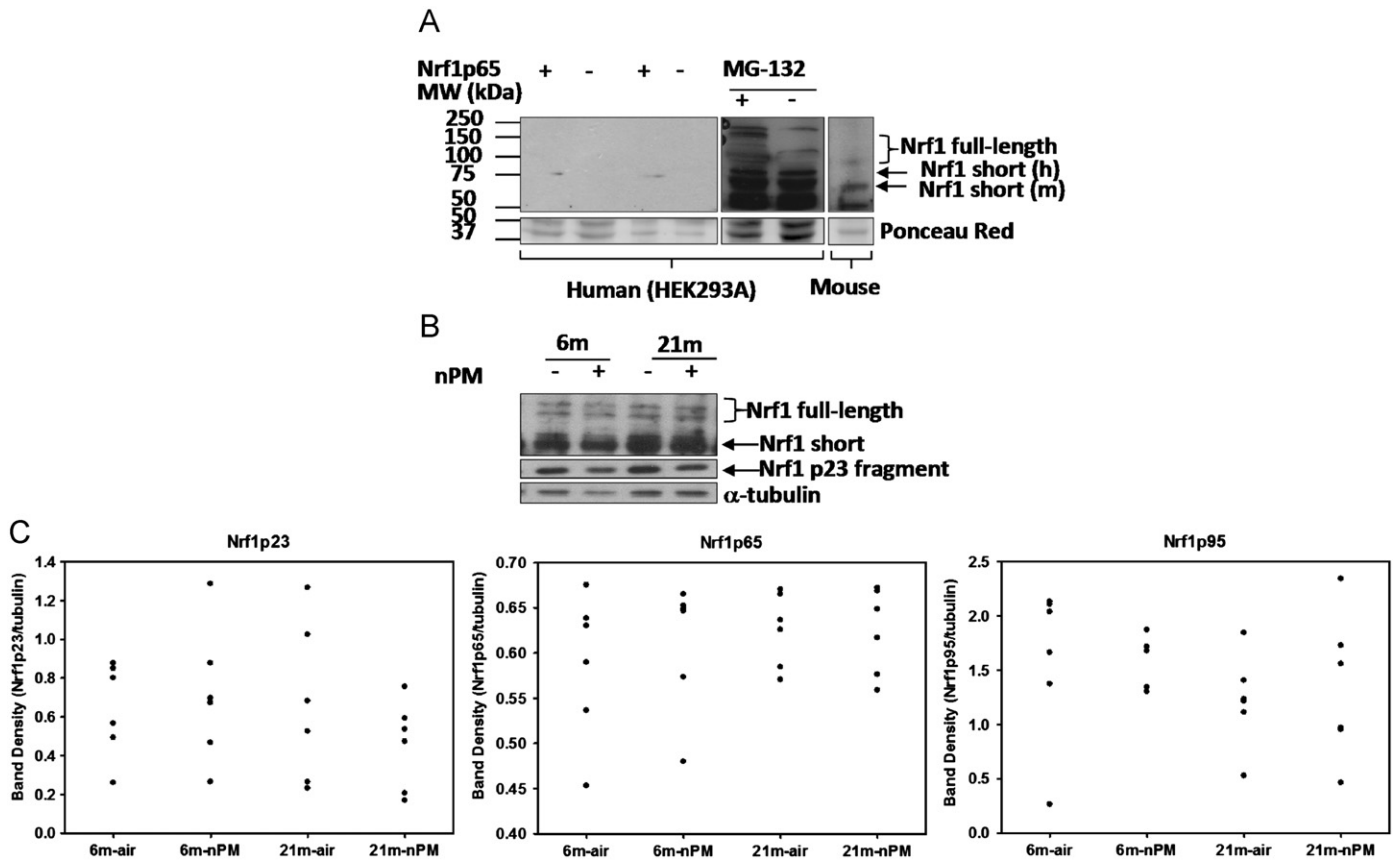 A
Nrf1p65 + - + - MG-132
MW (kDa) + -
250
150
100
75
50
50
37
Nrf1 full-length
Nrf1 short (h)
Nrf1 short (m)
Ponceau Red
Human (HEK293A) Mouse
B
6m 21m
nPM - + - +
Nrf1 full-length
Nrf1 short
Nrf1 p23 fragment
α-tubulin
C
Nrf1p23
Band Density (Nrf1p23/tubulin)
1.4
1.2
1.0
0.8
0.6
0.4
0.2
0.0
6m-air 6m-nPM 21m-air 21m-nPM
Nrf1p65
Band Density (Nrf1p65/tubulin)
0.70
0.65
0.60
0.55
0.50
0.45
0.40
6m-air 6m-nPM 21m-air 21m-nPM
Nrf1p95
Band Density (Nrf1p95/tubulin)
2.5
2.0
1.5
1.0
0.5
0.0
6m-air 6m-nPM 21m-air 21m-nPM